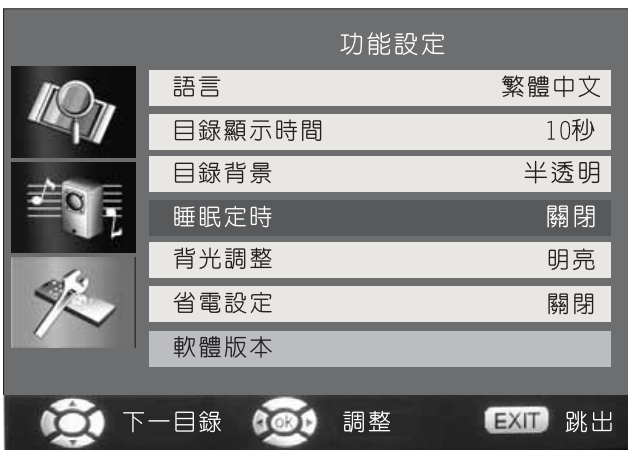 功能設定
語言 繁體中文
目錄顯示時間 10秒
目錄背景 半透明
睡眠定時 關閉
背光調整 明亮
省電設定 關閉
軟體版本
下一目錄 ok 調整 EXIT 跳出